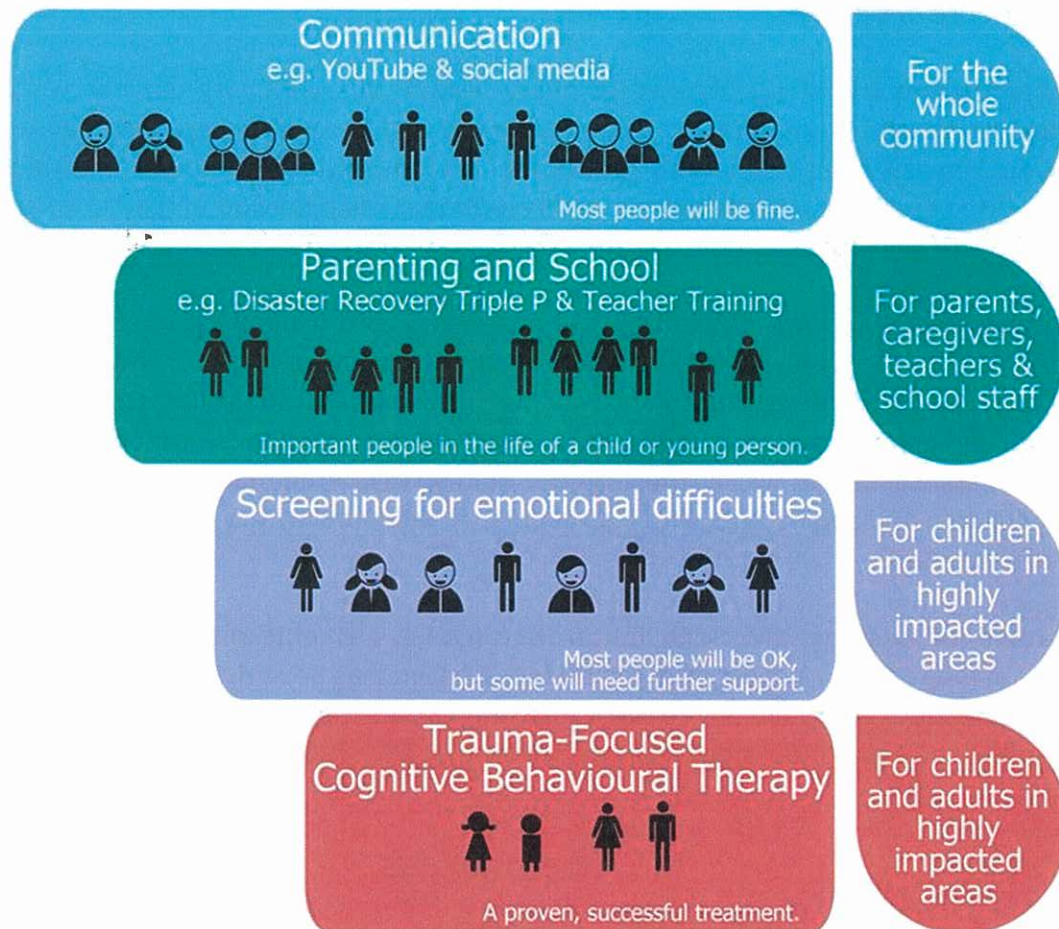 Communication
e.g. YouTube & social media
Most people will be fine.
For the
whole
community
Parenting and School
e.g. Disaster Recovery Triple P & Teacher Training
Important people in the life of a child or young person.
For parents,
caregivers,
teachers &
school staff
Screening for emotional difficulties
Most people will be OK,
but some will need further support.
For children
and adults in
highly
impacted
areas
Trauma-Focused
Cognitive Behavioural Therapy
A proven, successful treatment.
For children
and adults in
highly
impacted
areas